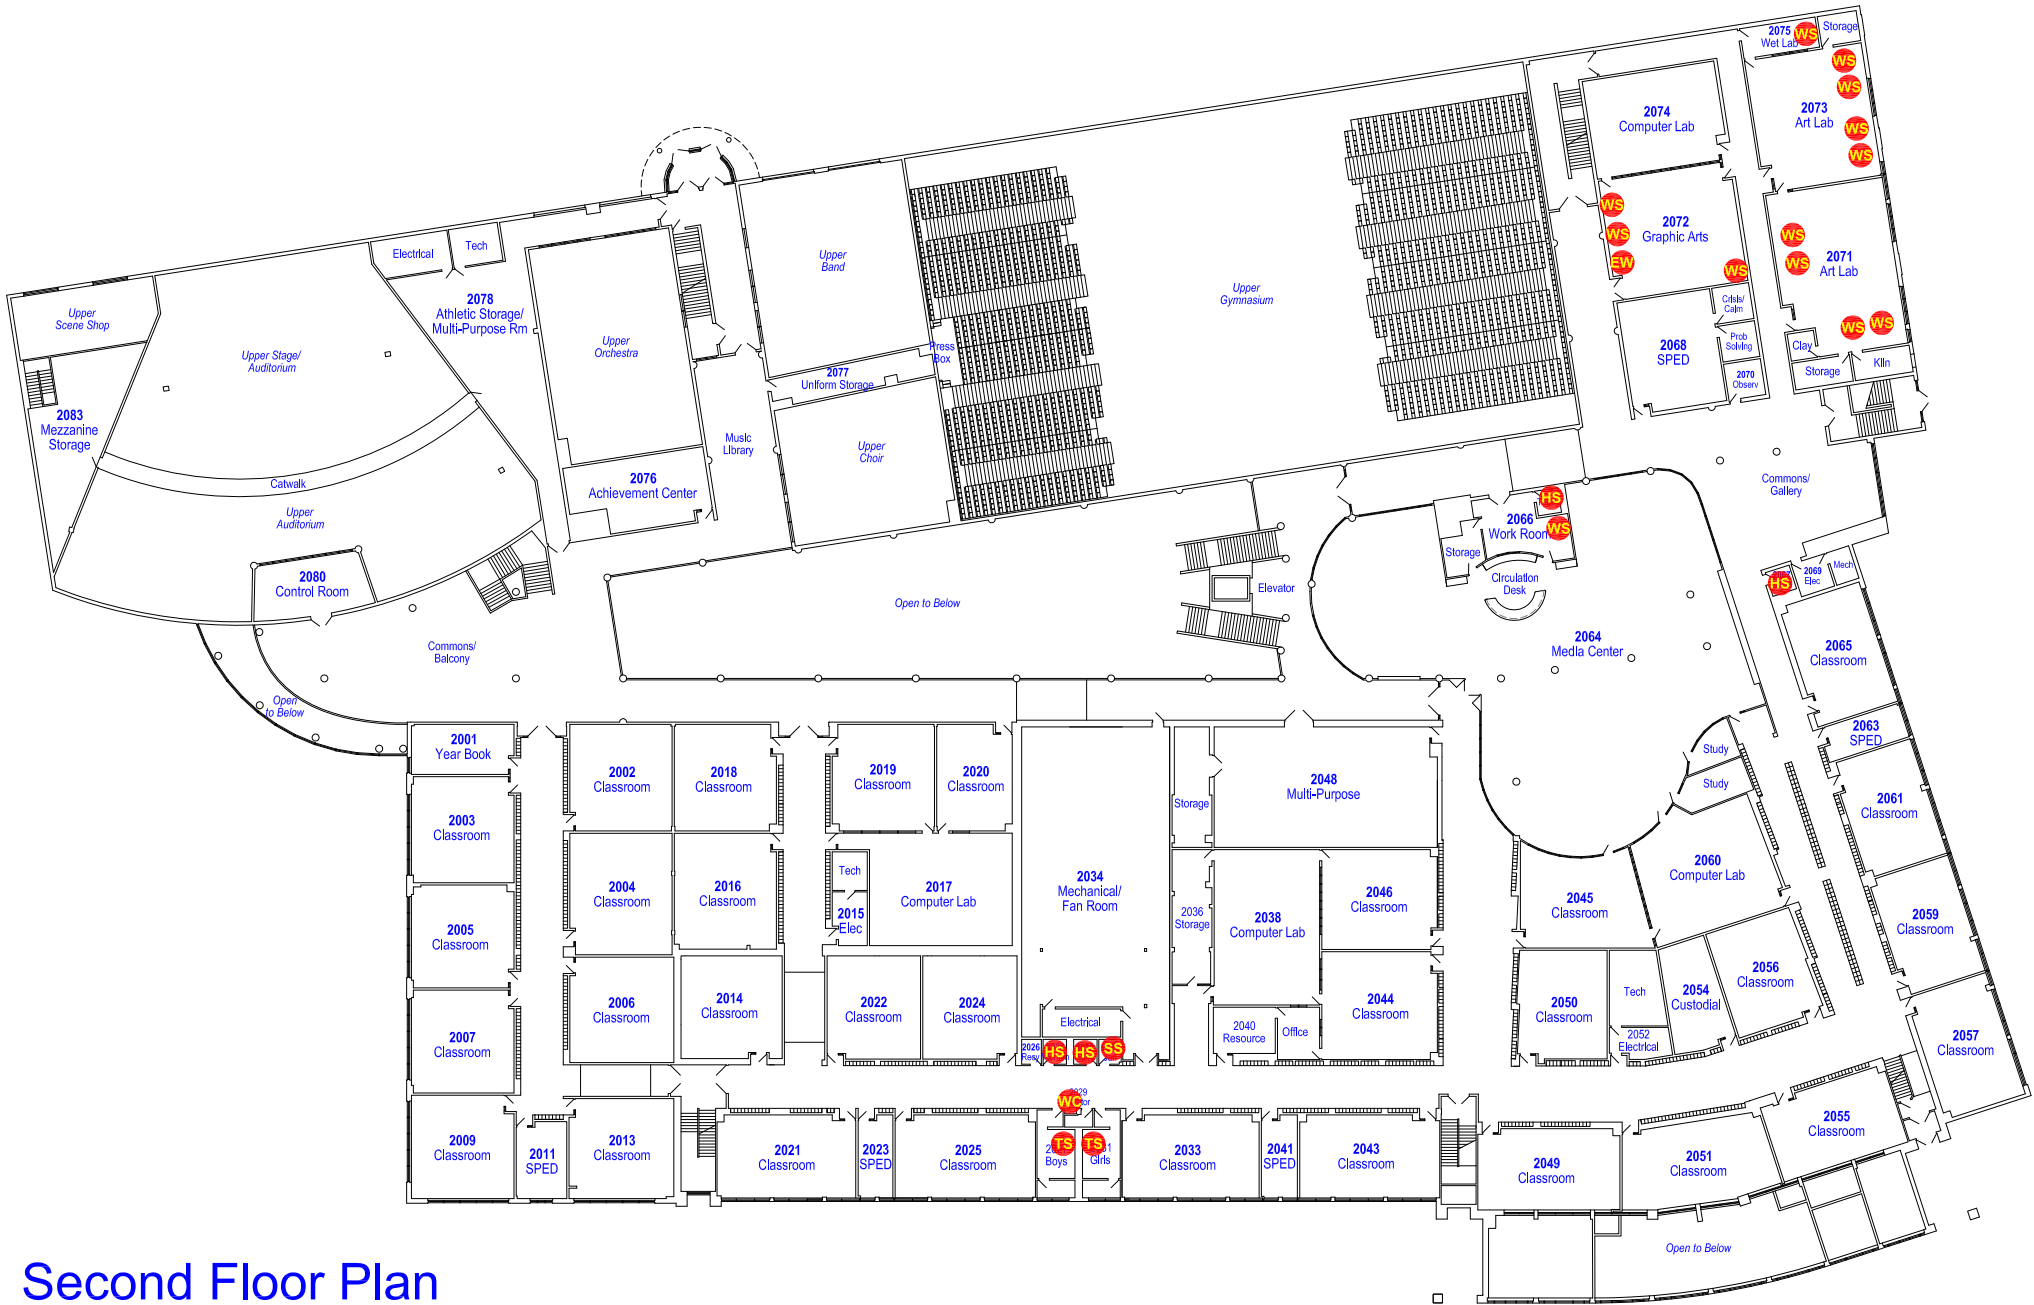 2075
Wet Lab
WS
Storage
WS
WS
2073
Art Lab
WS
WS
2074
Computer Lab
WS
2072
Graphic Arts
WS
EW
WS
WS
WS
2071
Art Lab
WS
WS
Crisis/
Calm
Prob
Solving
2070
Observ
2068
SPED
Clay
Storage
Kiln
Electrical
Tech
Upper
Scene Shop
Upper Stage/
Auditorium
2078
Athletic Storage/
Multi-Purpose Rm
Upper
Orchestra
Upper
Band
Upper
Gymnasium
Press
Box
2077
Uniform Storage
2083
Mezzanine
Storage
Music
Library
Upper
Choir
Catwalk
2076
Achievement Center
Upper
Auditorium
Commons/
Gallery
HS
2066
Work Room
WS
Storage
Circulation
Desk
2080
Control Room
Elevator
Open to Below
HS
2069
Elec
Mech
Commons/
Balcony
2064
Media Center
2065
Classroom
Open
to Below
2001
Year Book
2063
SPED
Study
Study
2002
Classroom
2018
Classroom
2019
Classroom
2020
Classroom
2048
Multi-Purpose
Storage
2061
Classroom
2003
Classroom
2004
Classroom
2016
Classroom
Tech
2017
Computer Lab
2015
Elec
2034
Mechanical/
Fan Room
2036
Storage
2038
Computer Lab
2046
Classroom
2045
Classroom
2060
Computer Lab
2059
Classroom
2005
Classroom
2006
Classroom
2014
Classroom
2022
Classroom
2024
Classroom
2044
Classroom
2050
Classroom
Tech
2054
Custodial
2056
Classroom
2007
Classroom
Electrical
2026
HS
HS
SS
2040
Resource
Office
2052
Electrical
2057
Classroom
WC
2009
Classroom
2011
SPED
2013
Classroom
2021
Classroom
2023
SPED
2025
Classroom
TS
Boys
TS
Girls
2033
Classroom
2041
SPED
2043
Classroom
2049
Classroom
2051
Classroom
2055
Classroom
Open to Below
Second Floor Plan